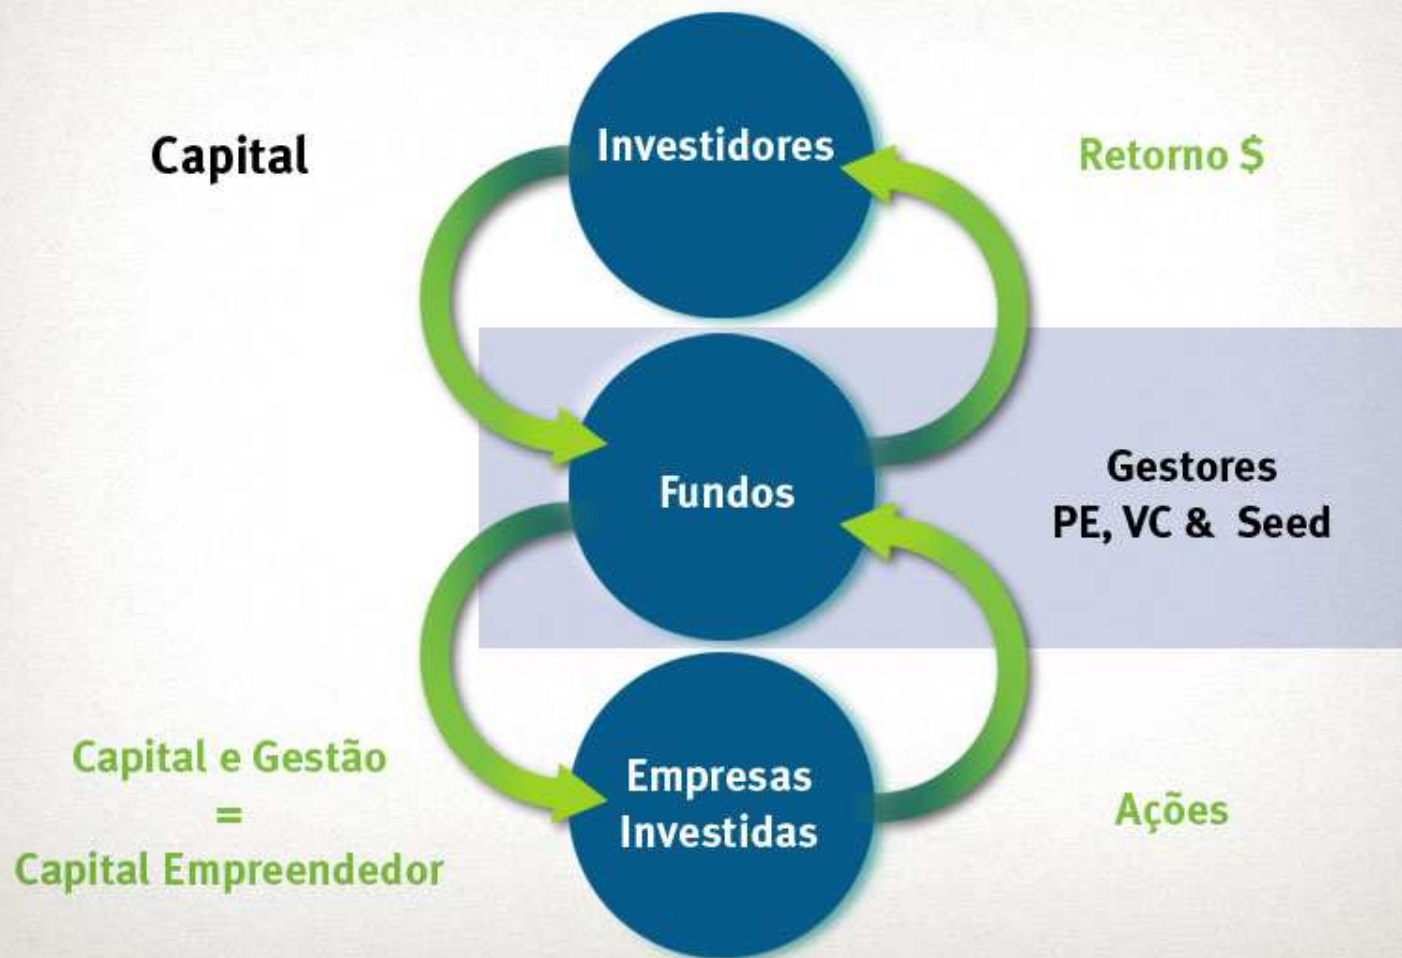 Capital
Investidores
Retorno $
Fundos
Gestores
PE, VC & Seed
Capital e Gestão
=
Capital Empreendedor
Empresas
Investidas
Ações